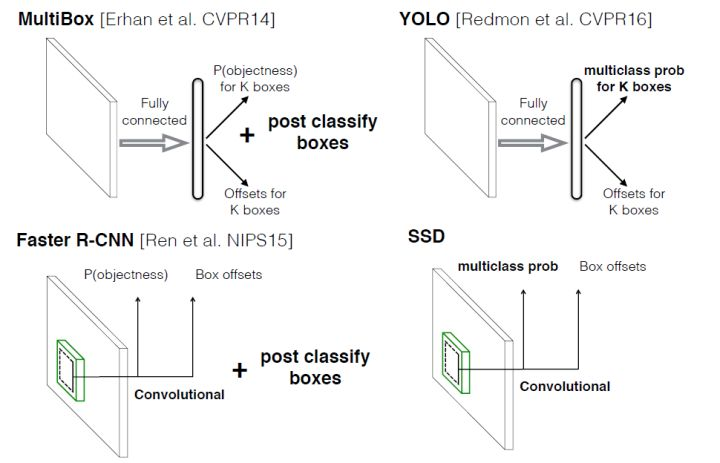 MultiBox [Erhan et al. CVPR14]
P(objectness)
for K boxes
Fully
connected
+ post classify
boxes
Offsets for
K boxes
YOLO [Redmon et al. CVPR16]
multiclass prob
for K boxes
Fully
connected
Offsets for
K boxes
Faster R-CNN [Ren et al. NIPS15]
P(objectness) Box offsets
Convolutional
+ post classify
boxes
SSD
multiclass prob Box offsets
Convolutional